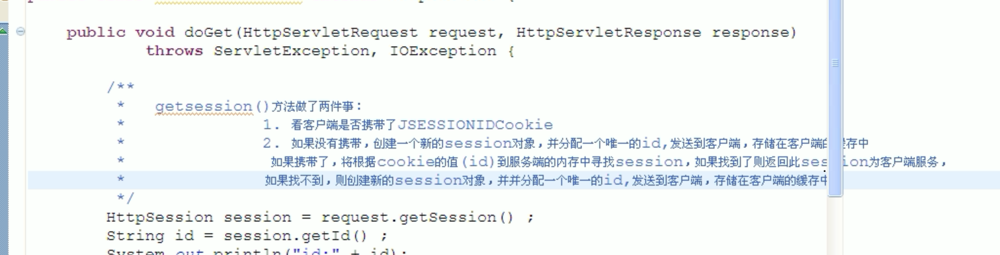 public void doGet(HttpServletRequest request, HttpServletResponse response)
throws ServletException, IOException {
/**
* getsession()方法做了两件事:
* 1. 看客户端是否携带了JSESSIONIDCookie
* 2. 如果没有携带,创建一个新的session对象,并分配一个唯一的id,发送到客户端,存储在客户端的缓存中
* 如果携带了,将根据cookie的值(id)到服务端的内存中寻找session,如果找到了则返回此session为客户端服务,
* 如果找不到,则创建新的session对象,并并分配一个唯一的id,发送到客户端,存储在客户端的缓存中
*/
HttpSession session = request.getSession() ;
String id = session.getId() ;
System.out.println("id:" + id);